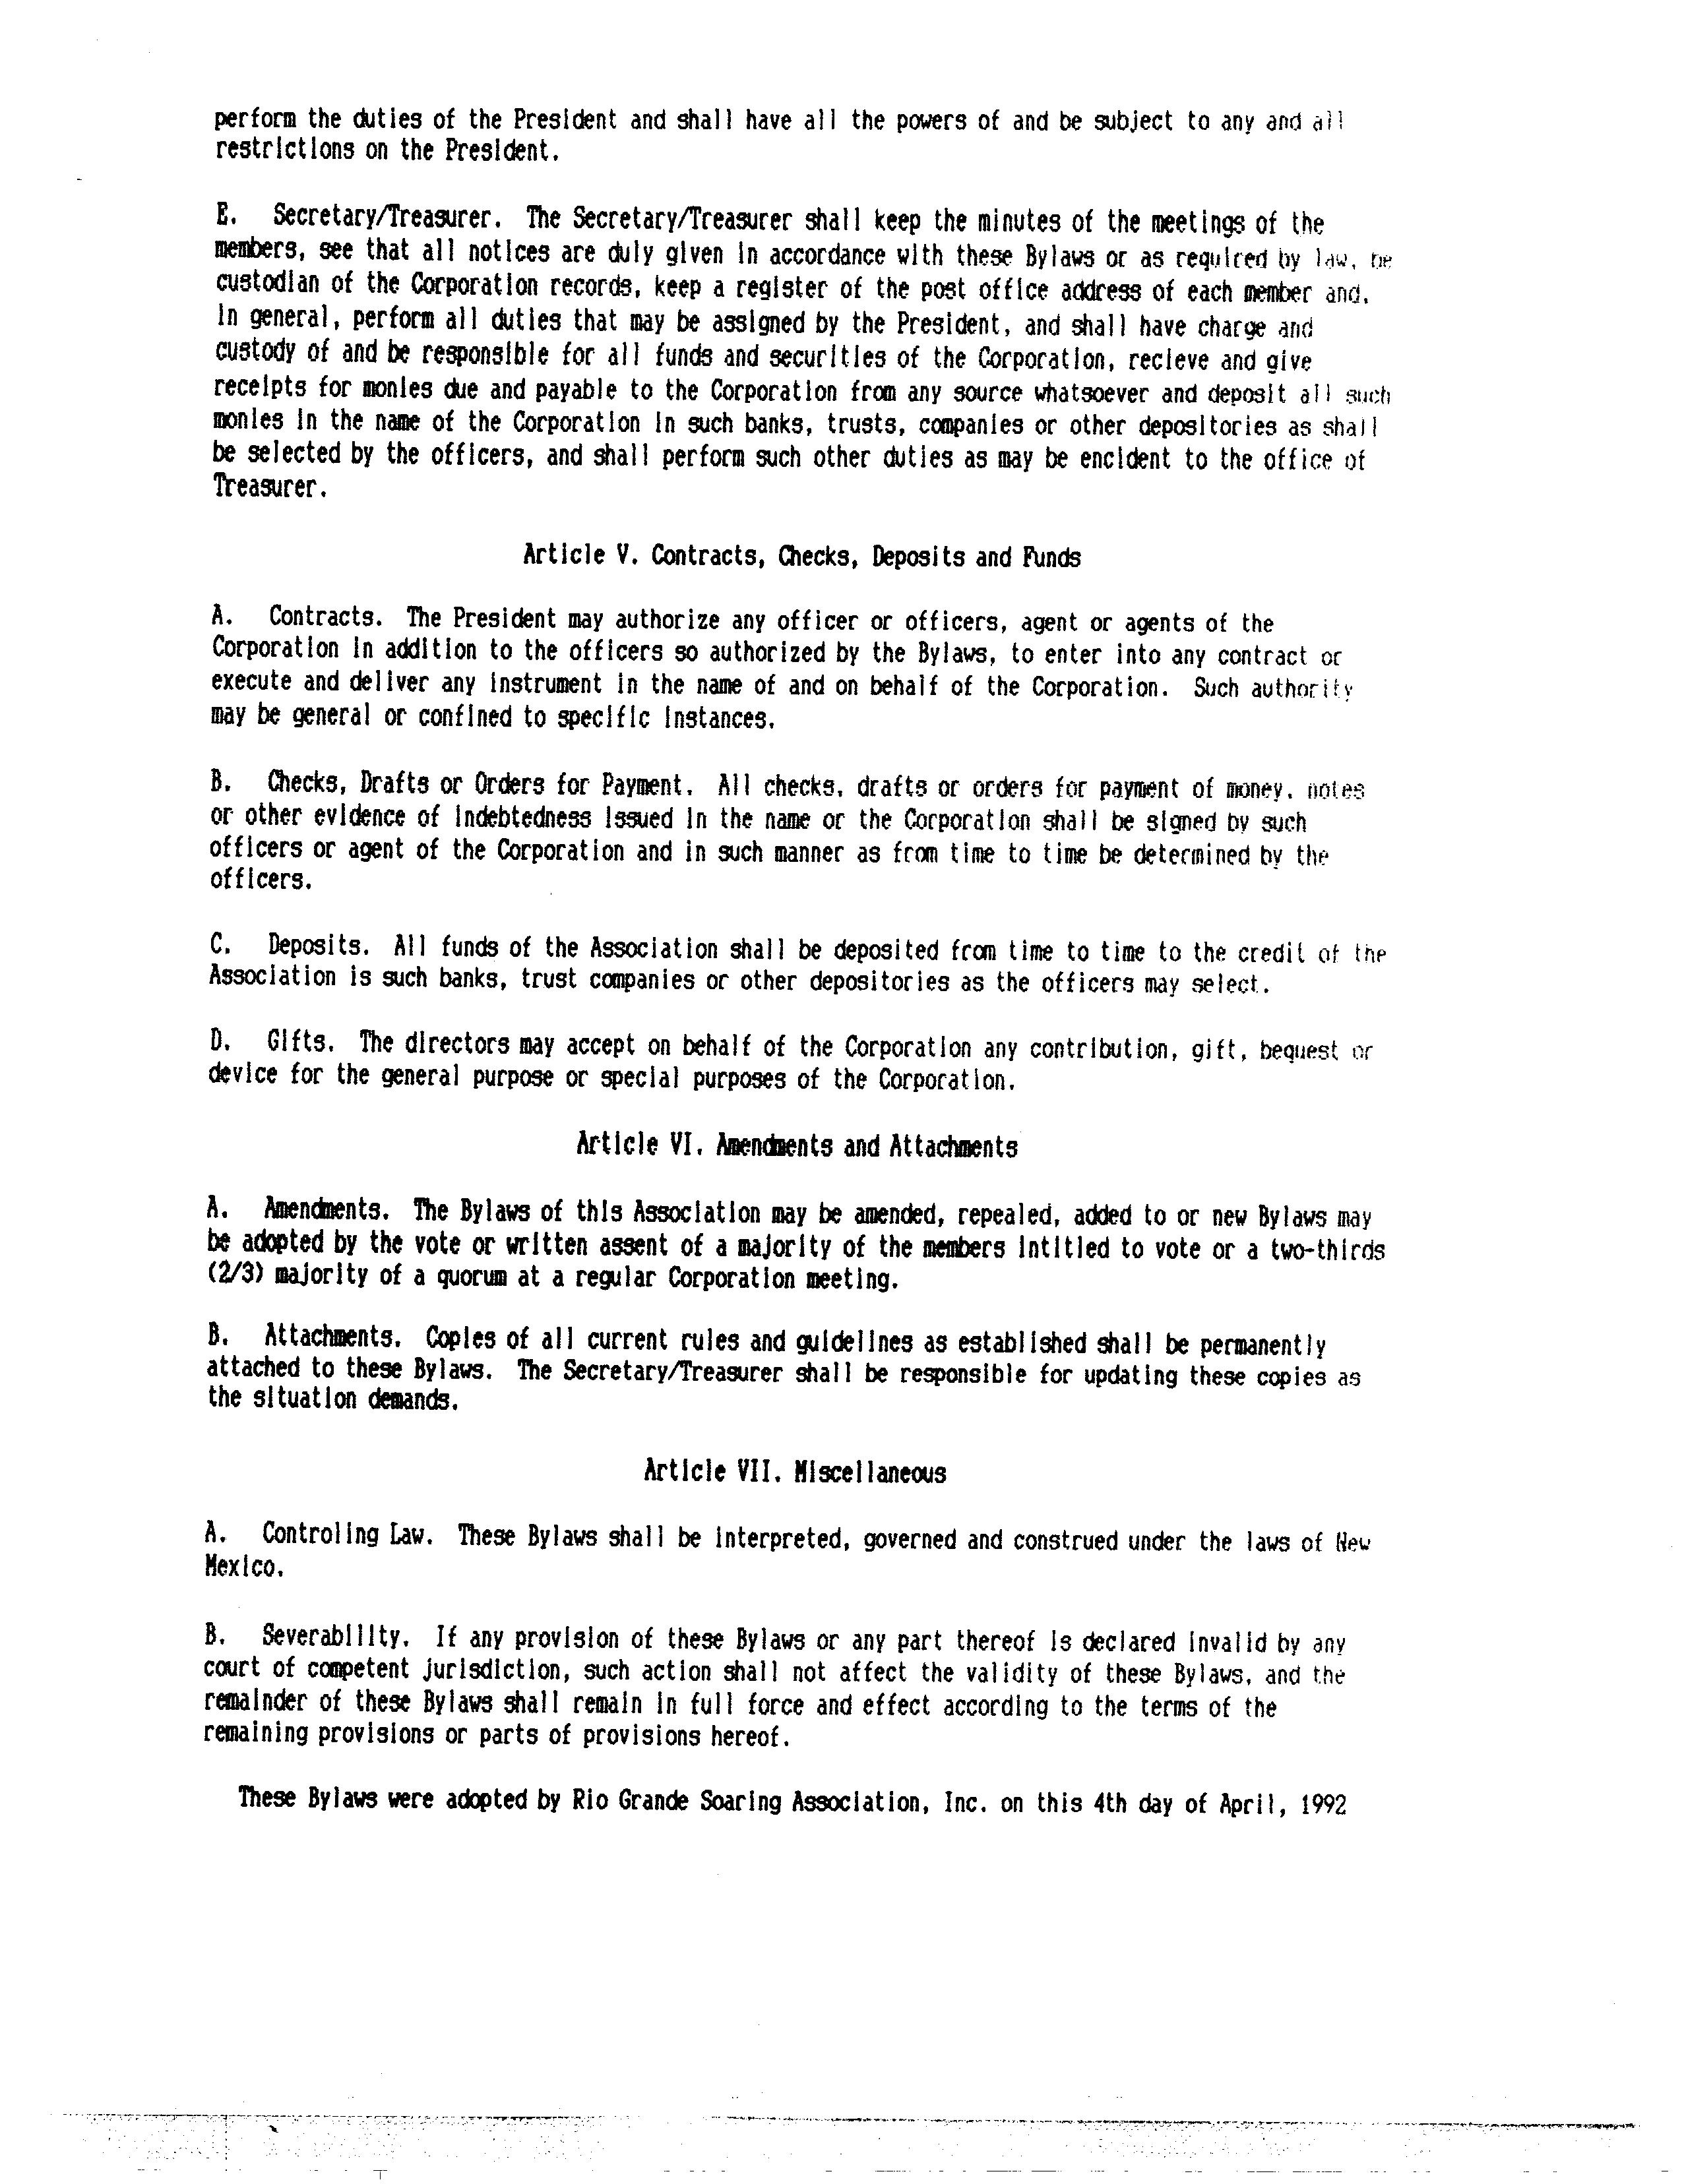 perform the duties of the President and shall have all the powers of and be subject to any and all
restrictions on the President.
E. Secretary/Treasurer. The Secretary/Treasurer shall keep the minutes of the meetings of the
members, see that all notices are duly given in accordance with these Bylaws or as required by law, be
custodian of the Corporation records, keep a register of the post office address of each member and,
in general, perform all duties that may be assigned by the President, and shall have charge and
custody of and be responsible for all funds and securities of the Corporation, recieve and give
receipts for monies due and payable to the Corporation from any source whatsoever and deposit all such
monies in the name of the Corporation in such banks, trusts, companies or other depositories as shall
be selected by the officers, and shall perform such other duties as may be encident to the office of
Treasurer.
Article V. Contracts, Checks, Deposits and Funds
A. Contracts. The President may authorize any officer or officers, agent or agents of the
Corporation in addition to the officers so authorized by the Bylaws, to enter into any contract or
execute and deliver any instrument in the name of and on behalf of the Corporation. Such authority
may be general or confined to specific instances.
B. Checks, Drafts or Orders for Payment. All checks, drafts or orders for payment of money, notes
or other evidence of indebtedness issued in the name or the Corporation shall be signed by such
officers or agent of the Corporation and in such manner as from time to time be determined by the
officers.
C. Deposits. All funds of the Association shall be deposited from time to time to the credit of the
Association is such banks, trust companies or other depositories as the officers may select.
D. Gifts. The directors may accept on behalf of the Corporation any contribution, gift, bequest or
device for the general purpose or special purposes of the Corporation.
Article VI. Amendments and Attachments
A. Amendments. The Bylaws of this Association may be amended, repealed, added to or new Bylaws may
be adopted by the vote or written assent of a majority of the members intitled to vote or a two-thirds
(2/3) majority of a quorum at a regular Corporation meeting.
B. Attachments. Copies of all current rules and guidelines as established shall be permanently
attached to these Bylaws. The Secretary/Treasurer shall be responsible for updating these copies as
the situation demands.
Article VII. Miscellaneous
A. Controling Law. These Bylaws shall be interpreted, governed and construed under the laws of New
Mexico.
B. Severability. If any provision of these Bylaws or any part thereof is declared invalid by any
court of competent jurisdiction, such action shall not affect the validity of these Bylaws, and the
remainder of these Bylaws shall remain in full force and effect according to the terms of the
remaining provisions or parts of provisions hereof.
These Bylaws were adopted by Rio Grande Soaring Association, Inc. on this 4th day of April, 1992